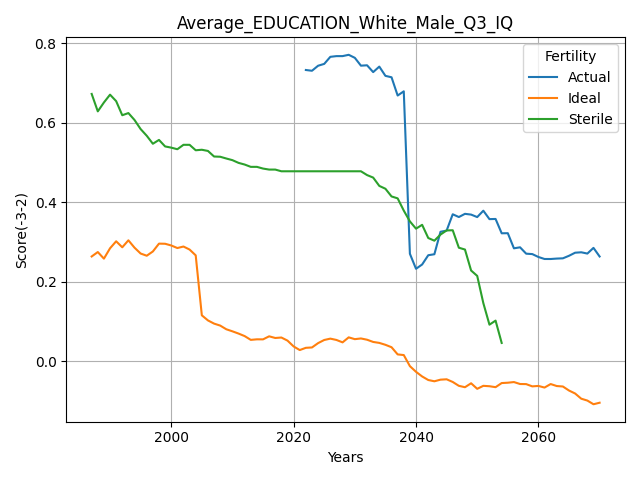 Average_EDUCATION_White_Male_Q3_IQ
Score(-3-2)
0.8
0.6
0.4
0.2
0.0
Fertility
Actual
Ideal
Sterile
2000
2020
2040
2060
Years